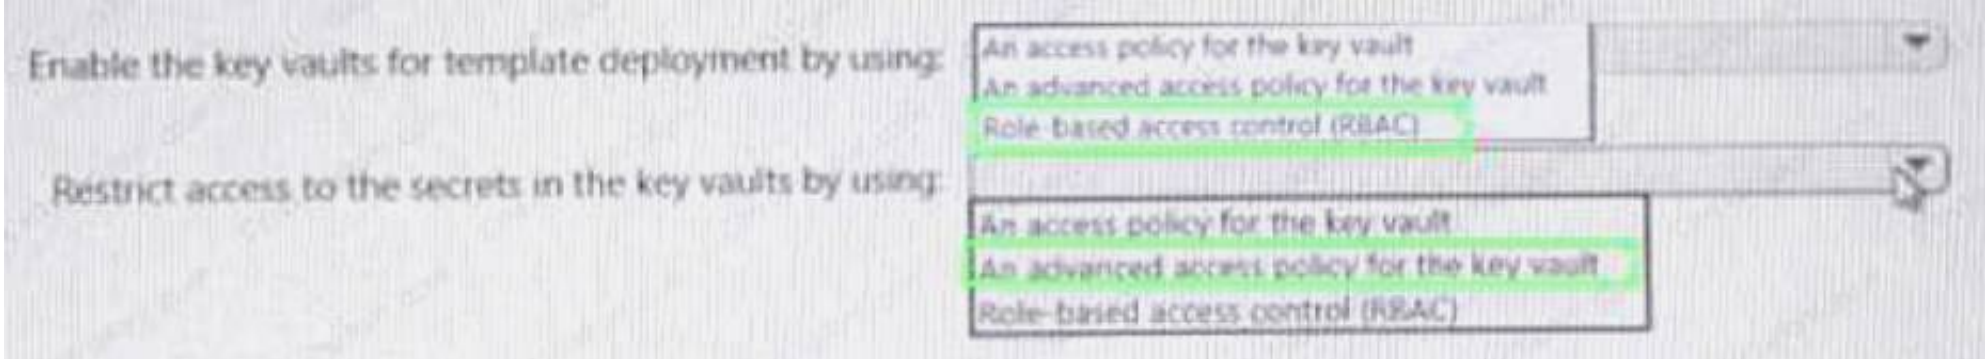 Enable the key vaults for template deployment by using:
An access policy for the key vault
An advanced access policy for the key vault
Role-based access control (RBAC)
Restrict access to the secrets in the key vaults by using:
An access policy for the key vault
An advanced access policy for the key vault
Role-based access control (RBAC)